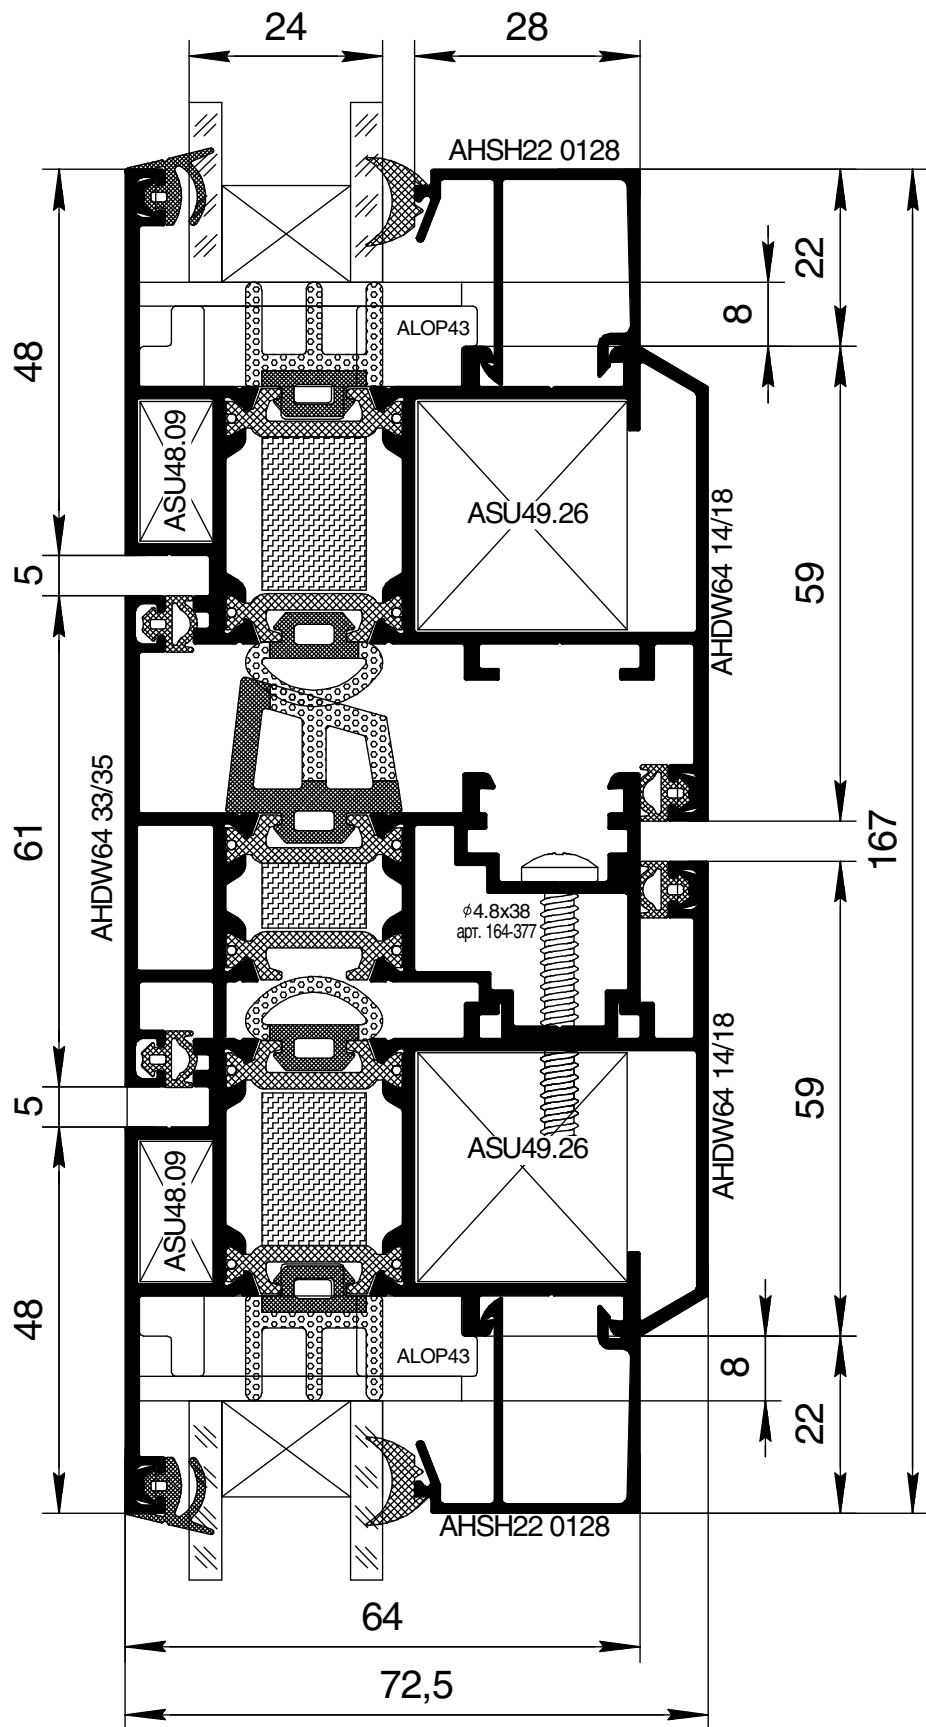 24
28
AHSH22 0128
22
8
48
ALOP43
ASU48.09
ASU49.26
AHDW64 14/18
5
59
AHDW64 33/35
61
167
ϕ4.8x38
арт. 164-377
AHDW64 14/18
59
5
ASU49.26
ASU48.09
48
ALOP43
8
22
AHSH22 0128
64
72,5